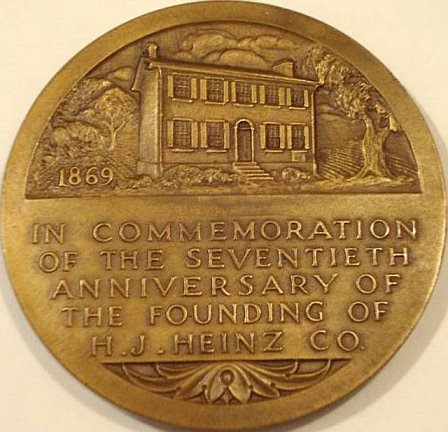 1869
IN COMMEMORATION
OF THE SEVENTIETH
ANNIVERSARY OF
THE FOUNDING OF
H.J. HEINZ CO.